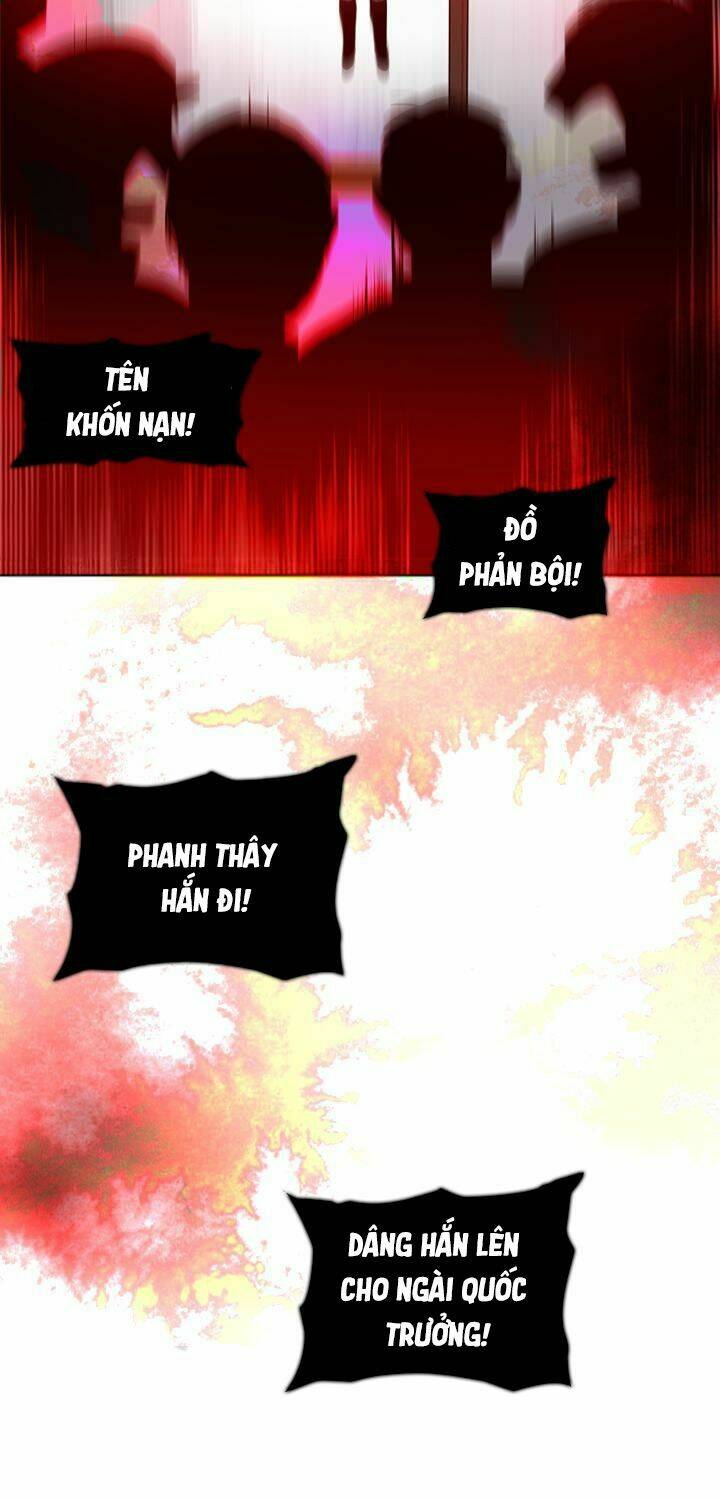 TÊN
KHỐN NẠN!
ĐỒ
PHẢN BỘI!
PHANH THÂY
HẮN ĐI!
DÂNG HẮN LÊN
CHO NGÀI QUỐC
TRƯỞNG!